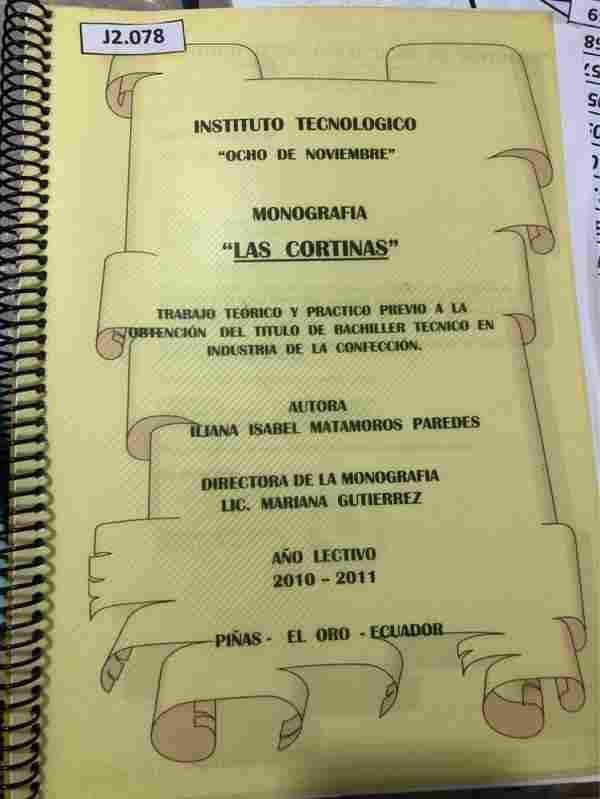 J2.078
INSTITUTO TECNOLOGICO
“OCHO DE NOVIEMBRE”
MONOGRAFIA
“LAS CORTINAS”
TRABAJO TEÓRICO Y PRACTICO PREVIO A LA
OBTENCIÓN DEL TITULO DE BACHILLER TECNICO EN
INDUSTRIA DE LA CONFECCIÓN.
AUTORA
ILIANA ISABEL MATAMOROS PAREDES
DIRECTORA DE LA MONOGRAFIA
LIC. MARIANA GUTIERREZ
AÑO LECTIVO
2010 – 2011
PIÑAS - EL ORO - ECUADOR